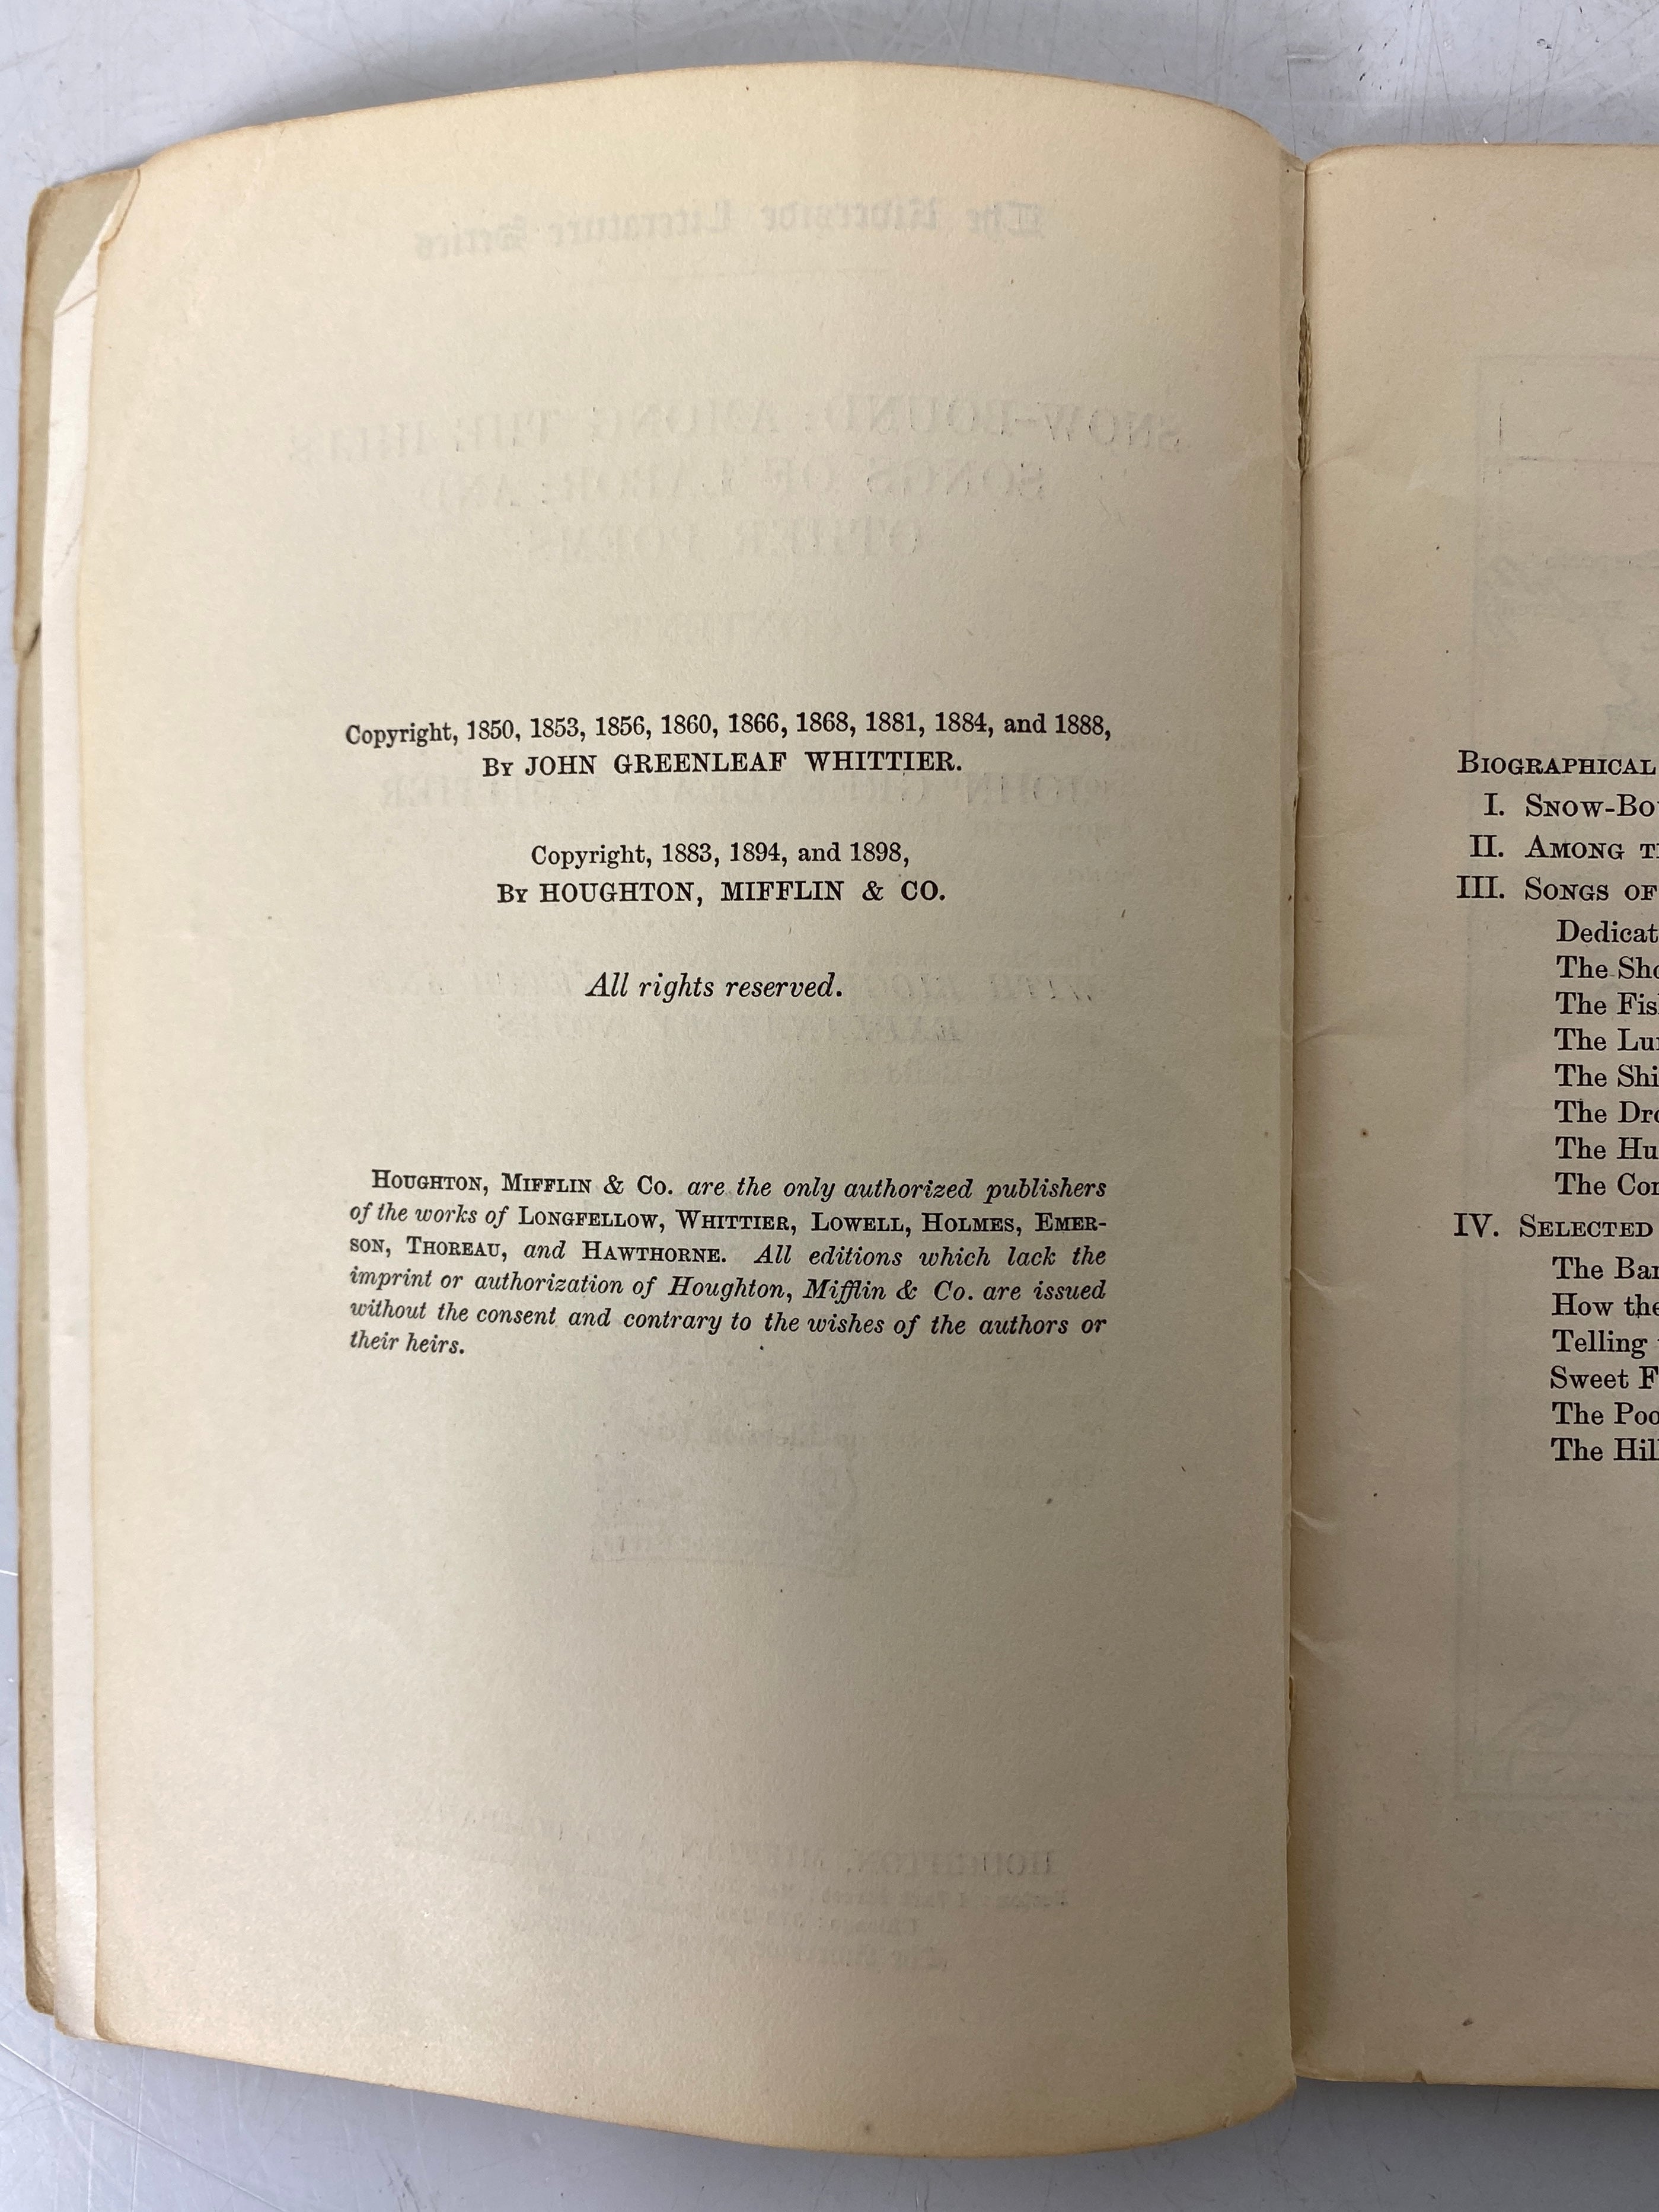 Copyright, 1850, 1853, 1856, 1860, 1866, 1868, 1881, 1884, and 1888,
By JOHN GREENLEAF WHITTIER.
Copyright, 1883, 1894, and 1898,
By HOUGHTON, MIFFLIN & CO.
All rights reserved.
Houghton, Mifflin & Co. are the only authorized publishers
of the works of Longfellow, Whittier, Lowell, Holmes, Emer-
son, Thoreau, and Hawthorne. All editions which lack the
imprint or authorization of Houghton, Mifflin & Co. are issued
without the consent and contrary to the wishes of the authors or
their heirs.
Biographical
I. Snow-Bo
II. Among t
III. Songs of
Dedicat
The Sho
The Fis
The Lu
The Shi
The Dro
The Hu
The Cor
IV. Selected
The Bar
How the
Telling
Sweet F
The Poo
The Hil